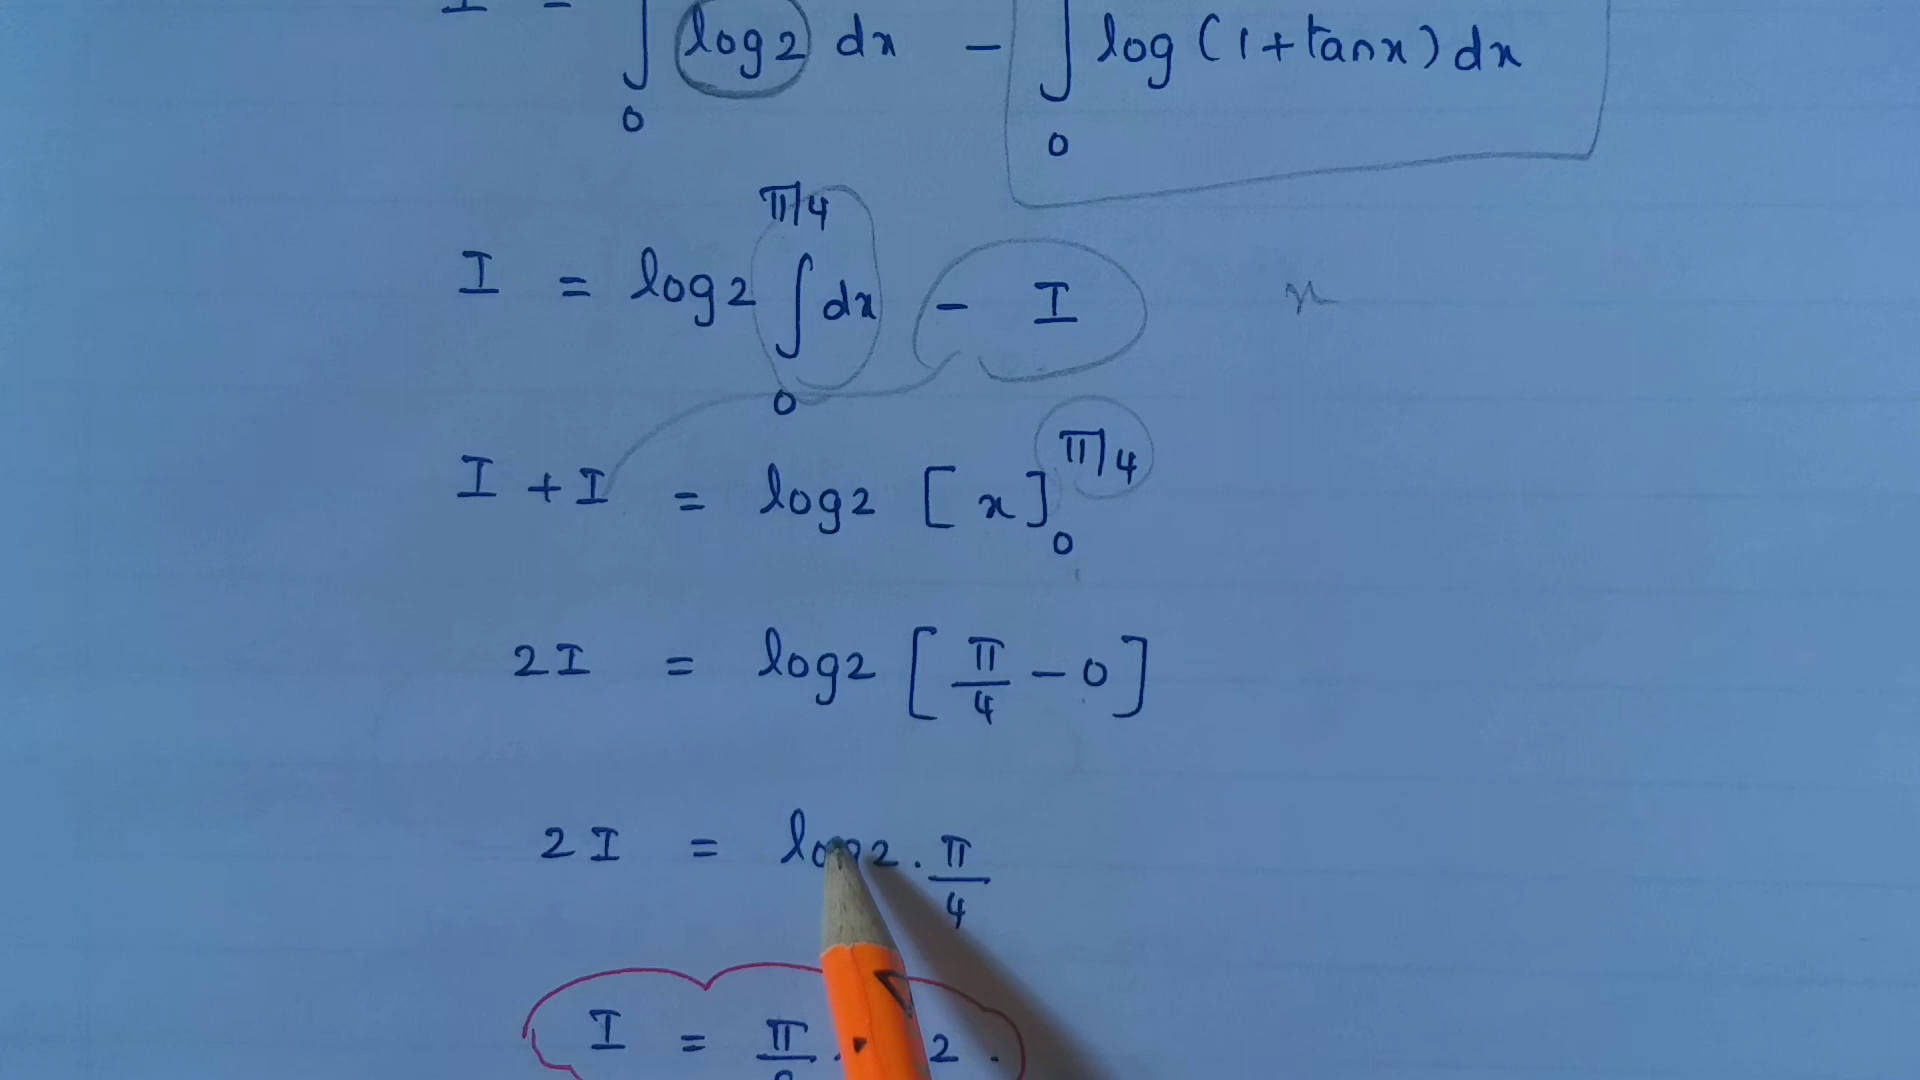 I = ∫₀ log2 dx - ∫₀ log (1+tanx) dx
I = log2 ∫₀^π/4 dx - I
x
I + I = log2 [x]₀^π/4
2I = log2 [π/4 - 0]
2I = log2 . π/4
I = π/ 2.